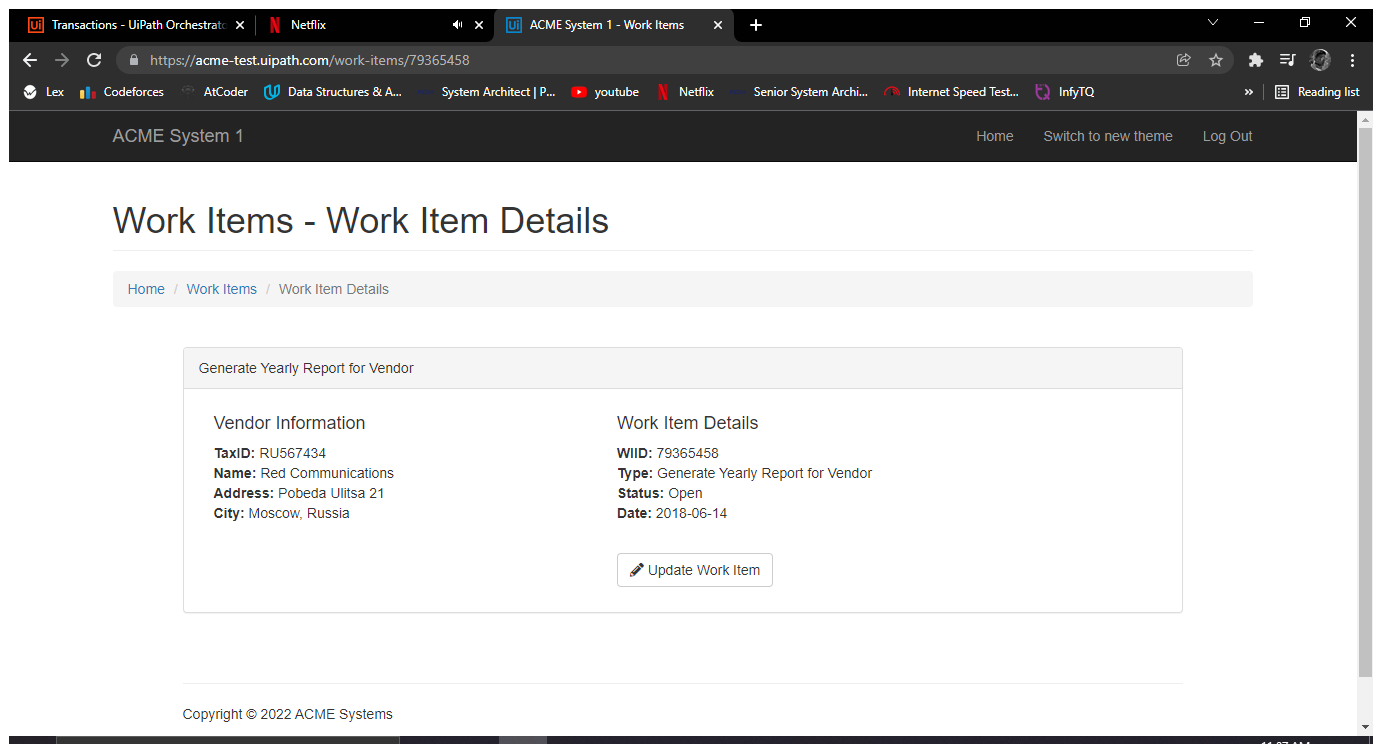 Transactions - UiPath Orchestrato
Netflix
ACME System 1 - Work Items
https://acme-test.uipath.com/work-items/79365458
Lex
Codeforces
AtCoder
Data Structures & A...
System Architect | P...
youtube
Netflix
Senior System Archi...
Internet Speed Test...
InfyTQ
»
Reading list
ACME System 1
Home
Switch to new theme
Log Out
Work Items - Work Item Details
Home / Work Items / Work Item Details
Generate Yearly Report for Vendor
Vendor Information
TaxID: RU567434
Name: Red Communications
Address: Pobeda Ulitsa 21
City: Moscow, Russia
Work Item Details
WIID: 79365458
Type: Generate Yearly Report for Vendor
Status: Open
Date: 2018-06-14
Update Work Item
Copyright © 2022 ACME Systems